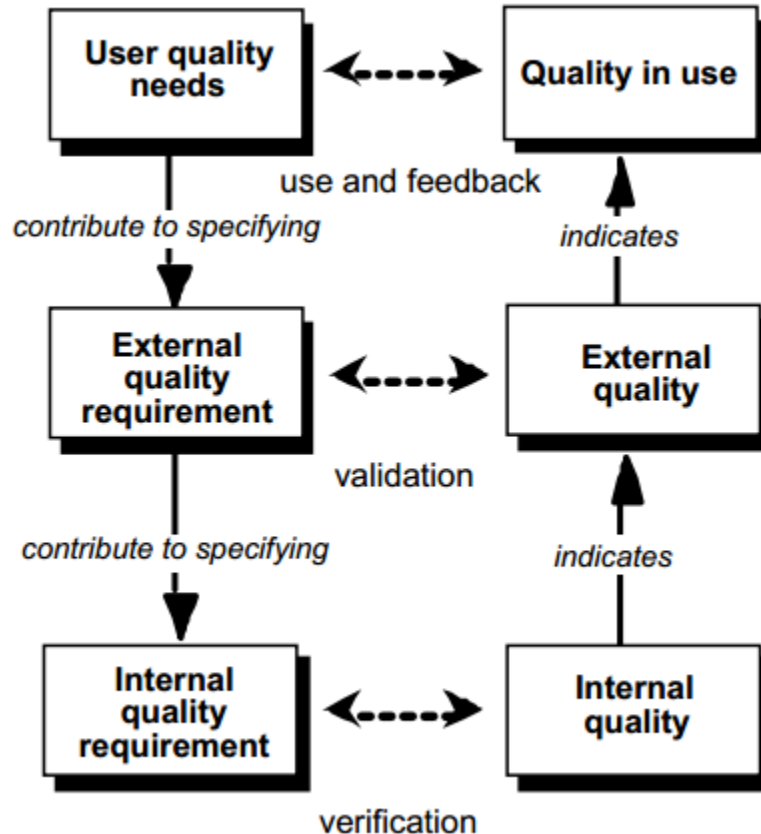 User quality
needs
Quality in use
use and feedback
contribute to specifying
indicates
External
quality
requirement
External
quality
validation
contribute to specifying
indicates
Internal
quality
requirement
Internal
quality
verification